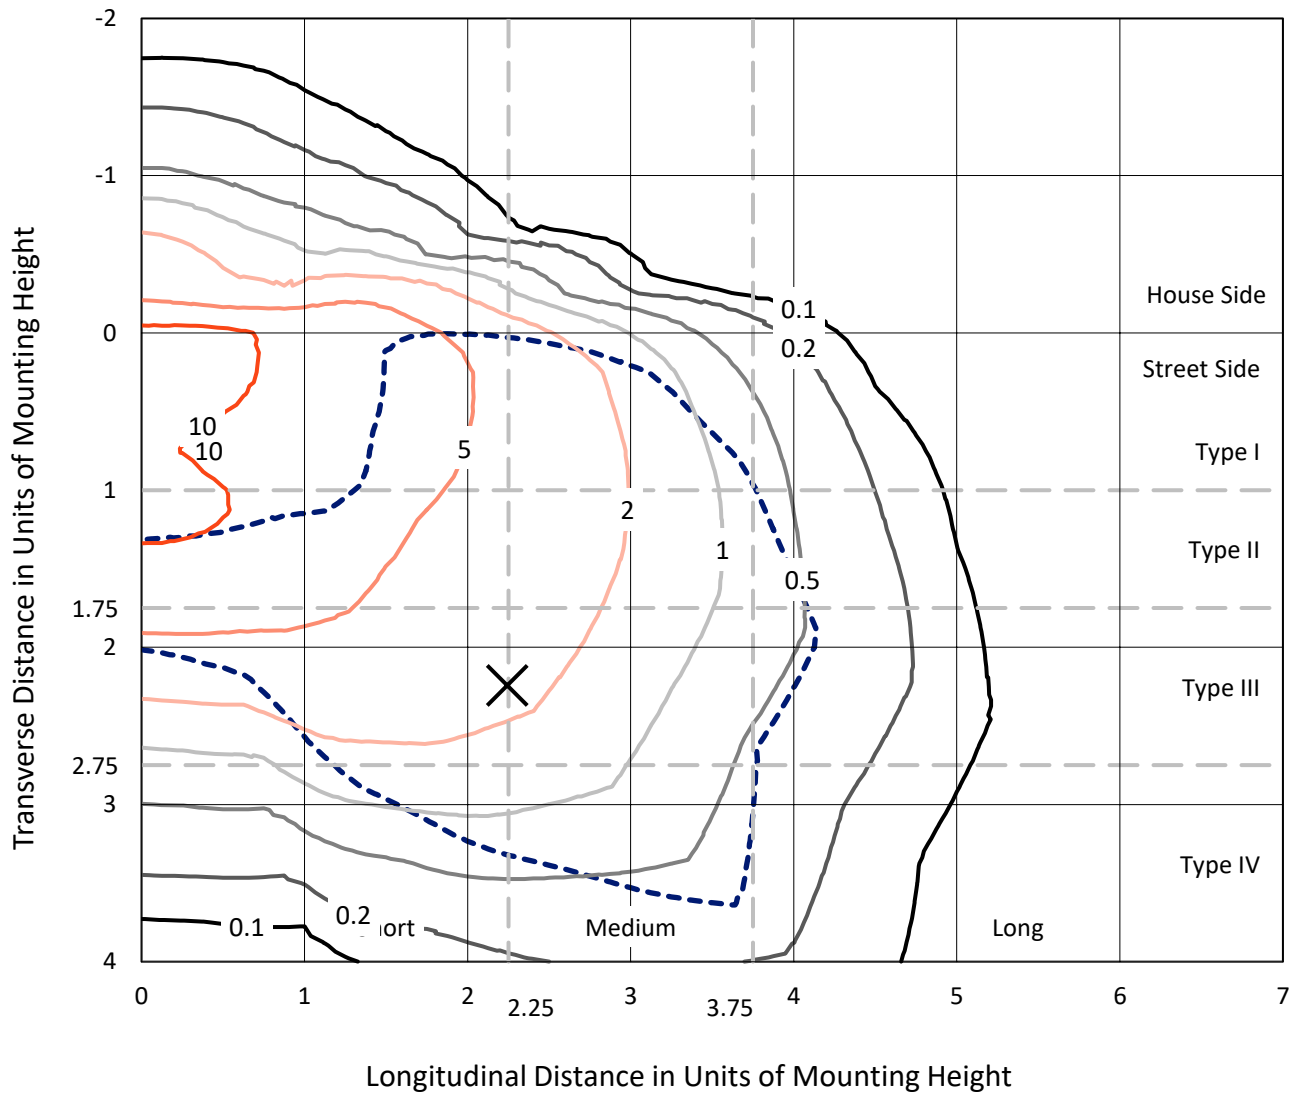 -2
-1
0.1
House Side
0
0.2
Street Side
10
10
5
Type I
1
2
1
Type II
0.5
1.75
2
Type III
2.75
3
Type IV
0.2
0.1
ort
Medium
Long
4
0
1
2
2.25
3
3.75
4
5
6
7
Transverse Distance in Units of Mounting Height
Longitudinal Distance in Units of Mounting Height